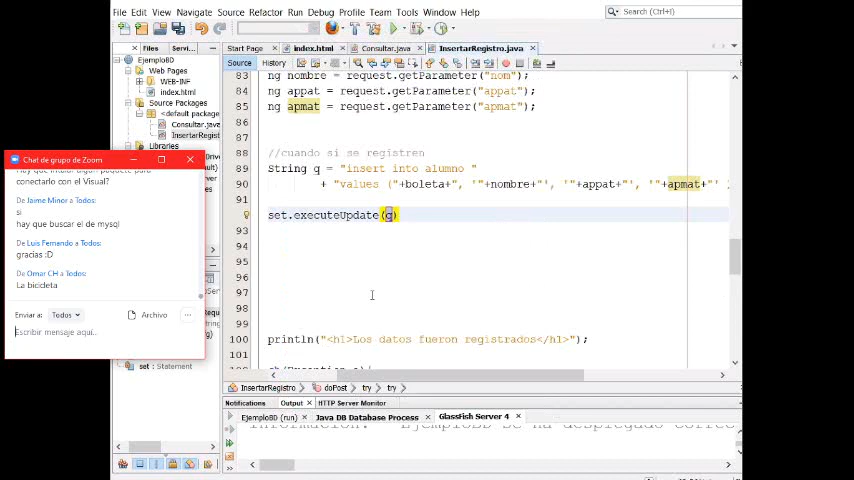 File Edit View Navigate Source Refactor Run Debug Profile Team Tools Window Help
Search (Ctrl+I)
Files
Servi...
Start Page
index.html
Consultar.java
InsertarRegistro.java
EjemploBD
Web Pages
WEB-INF
index.html
Source Packages
<default package
Consultar.java
InsertarRegist
Libraries
Source
History
83 ng nombre = request.getParameter("nom");
84 ng appat = request.getParameter("appat");
85 ng apmat = request.getParameter("apmat");
86
87
88 //cuando si se registren
89 String q = "insert into alumno "
90 + "values ("+boleta+", '"+nombre+"', '"+appat+"', '"+apmat+"'
91
set.executeUpdate(q)
93
94
95
96
97
98
99
100 println("<h1>Los datos fueron registrados</h1>");
101
Chat de grupo de Zoom
conectarlo con el Visual?
De Jaime Minor a Todos:
si
hay que buscar el de mysql
De Luis Fernando a Todos:
gracias :D
De Omar CH a Todos:
La bicicleta
Enviar a: Todos
Archivo
Escribir mensaje aquí...
set : Statement
InsertarRegistro
doPost
try
try
Notifications
Output
HTTP Server Monitor
EjemploBD (run)
Java DB Database Process
GlassFish Server 4